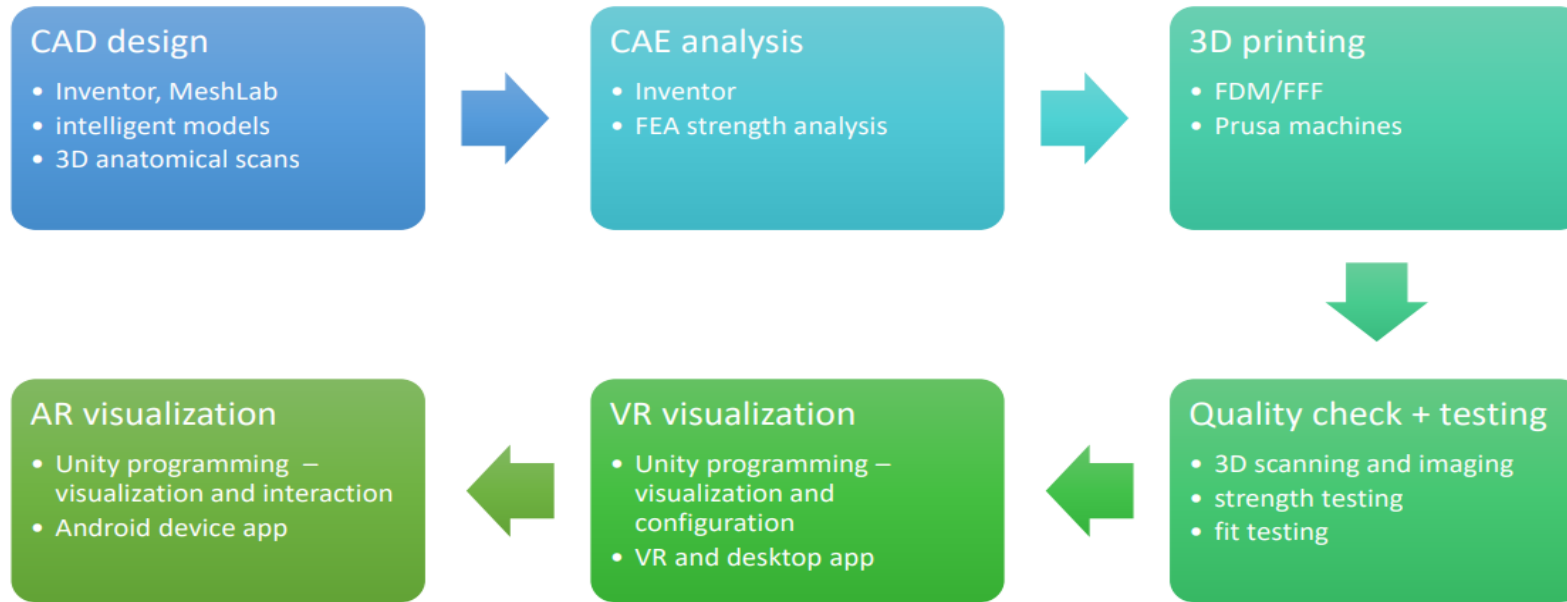 CAD design
• Inventor, MeshLab
• intelligent models
• 3D anatomical scans
CAE analysis
• Inventor
• FEA strength analysis
3D printing
• FDM/FFF
• Prusa machines
Quality check + testing
• 3D scanning and imaging
• strength testing
• fit testing
VR visualization
• Unity programming –
visualization and
configuration
• VR and desktop app
AR visualization
• Unity programming –
visualization and interaction
• Android device app